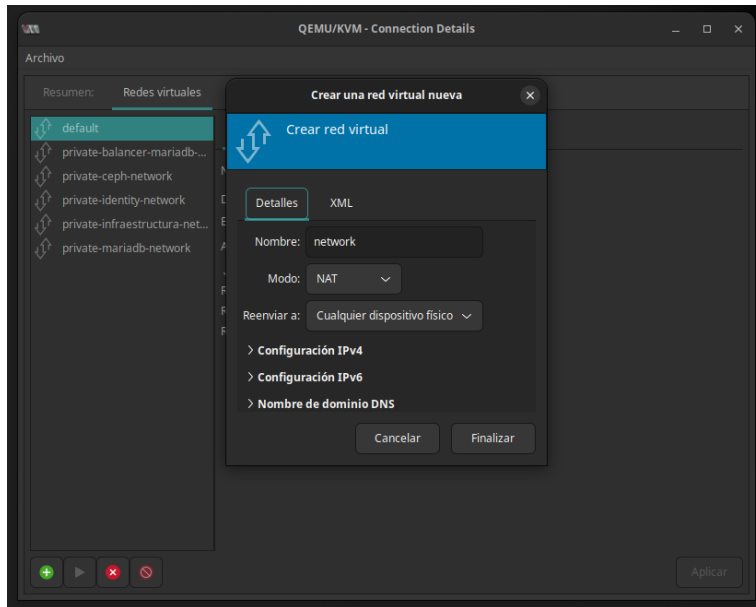 QEMU/KVM - Connection Details
Archivo
Resumen: Redes virtuales
default
private-balancer-mariadb-...
private-ceph-network
private-identity-network
private-infraestructura-net...
private-mariadb-network
Crear una red virtual nueva
Crear red virtual
Detalles XML
Nombre: network
Modo: NAT
Reenviar a: Cualquier dispositivo físico
Configuración IPv4
Configuración IPv6
Nombre de dominio DNS
Cancelar Finalizar
Aplicar